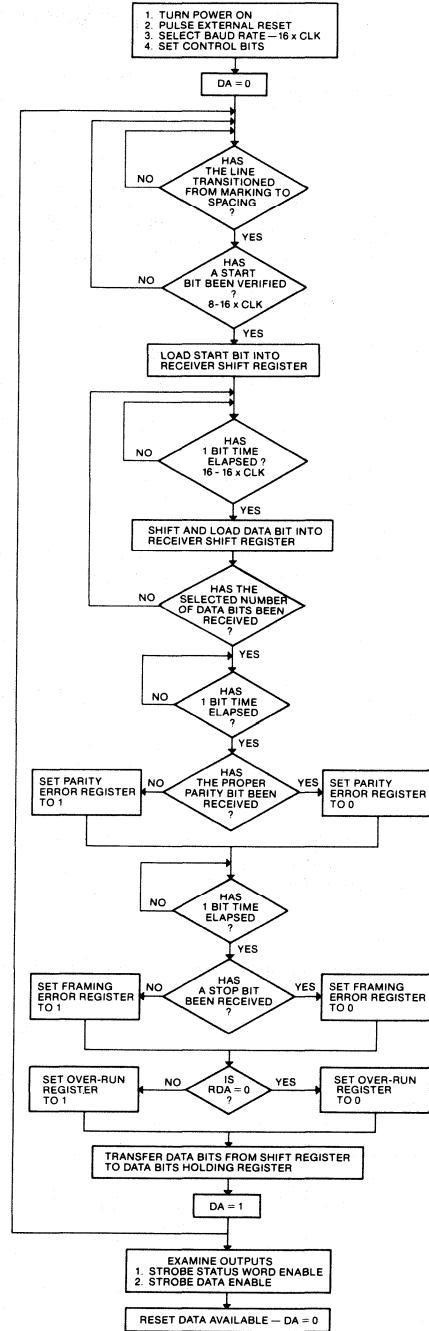 1. TURN POWER ON
2. PULSE EXTERNAL RESET
3. SELECT BAUD RATE — 16 x CLK
4. SET CONTROL BITS
DA = 0
HAS
THE LINE
TRANSITIONED
FROM MARKING TO
SPACING
?
NO
YES
HAS
A START
BIT BEEN VERIFIED
?
8-16 x CLK
NO
YES
LOAD START BIT INTO
RECEIVER SHIFT REGISTER
HAS
1 BIT TIME
ELAPSED ?
16 - 16 x CLK
NO
YES
SHIFT AND LOAD DATA BIT INTO
RECEIVER SHIFT REGISTER
HAS THE
SELECTED NUMBER
OF DATA BITS BEEN
RECEIVED
?
NO
YES
HAS
1 BIT TIME
ELAPSED
?
NO
YES
HAS
THE PROPER
PARITY BIT BEEN
RECEIVED
?
NO
YES
SET PARITY
ERROR REGISTER
TO 1
SET PARITY
ERROR REGISTER
TO 0
HAS
1 BIT TIME
ELAPSED
?
NO
YES
HAS
A STOP BIT
BEEN RECEIVED
?
NO
YES
SET FRAMING
ERROR REGISTER
TO 1
SET FRAMING
ERROR REGISTER
TO 0
IS
RDA = 0
?
NO
YES
SET OVER-RUN
REGISTER
TO 1
SET OVER-RUN
REGISTER
TO 0
TRANSFER DATA BITS FROM SHIFT REGISTER
TO DATA BITS HOLDING REGISTER
DA = 1
EXAMINE OUTPUTS
1. STROBE STATUS WORD ENABLE
2. STROBE DATA ENABLE
RESET DATA AVAILABLE — DA = 0